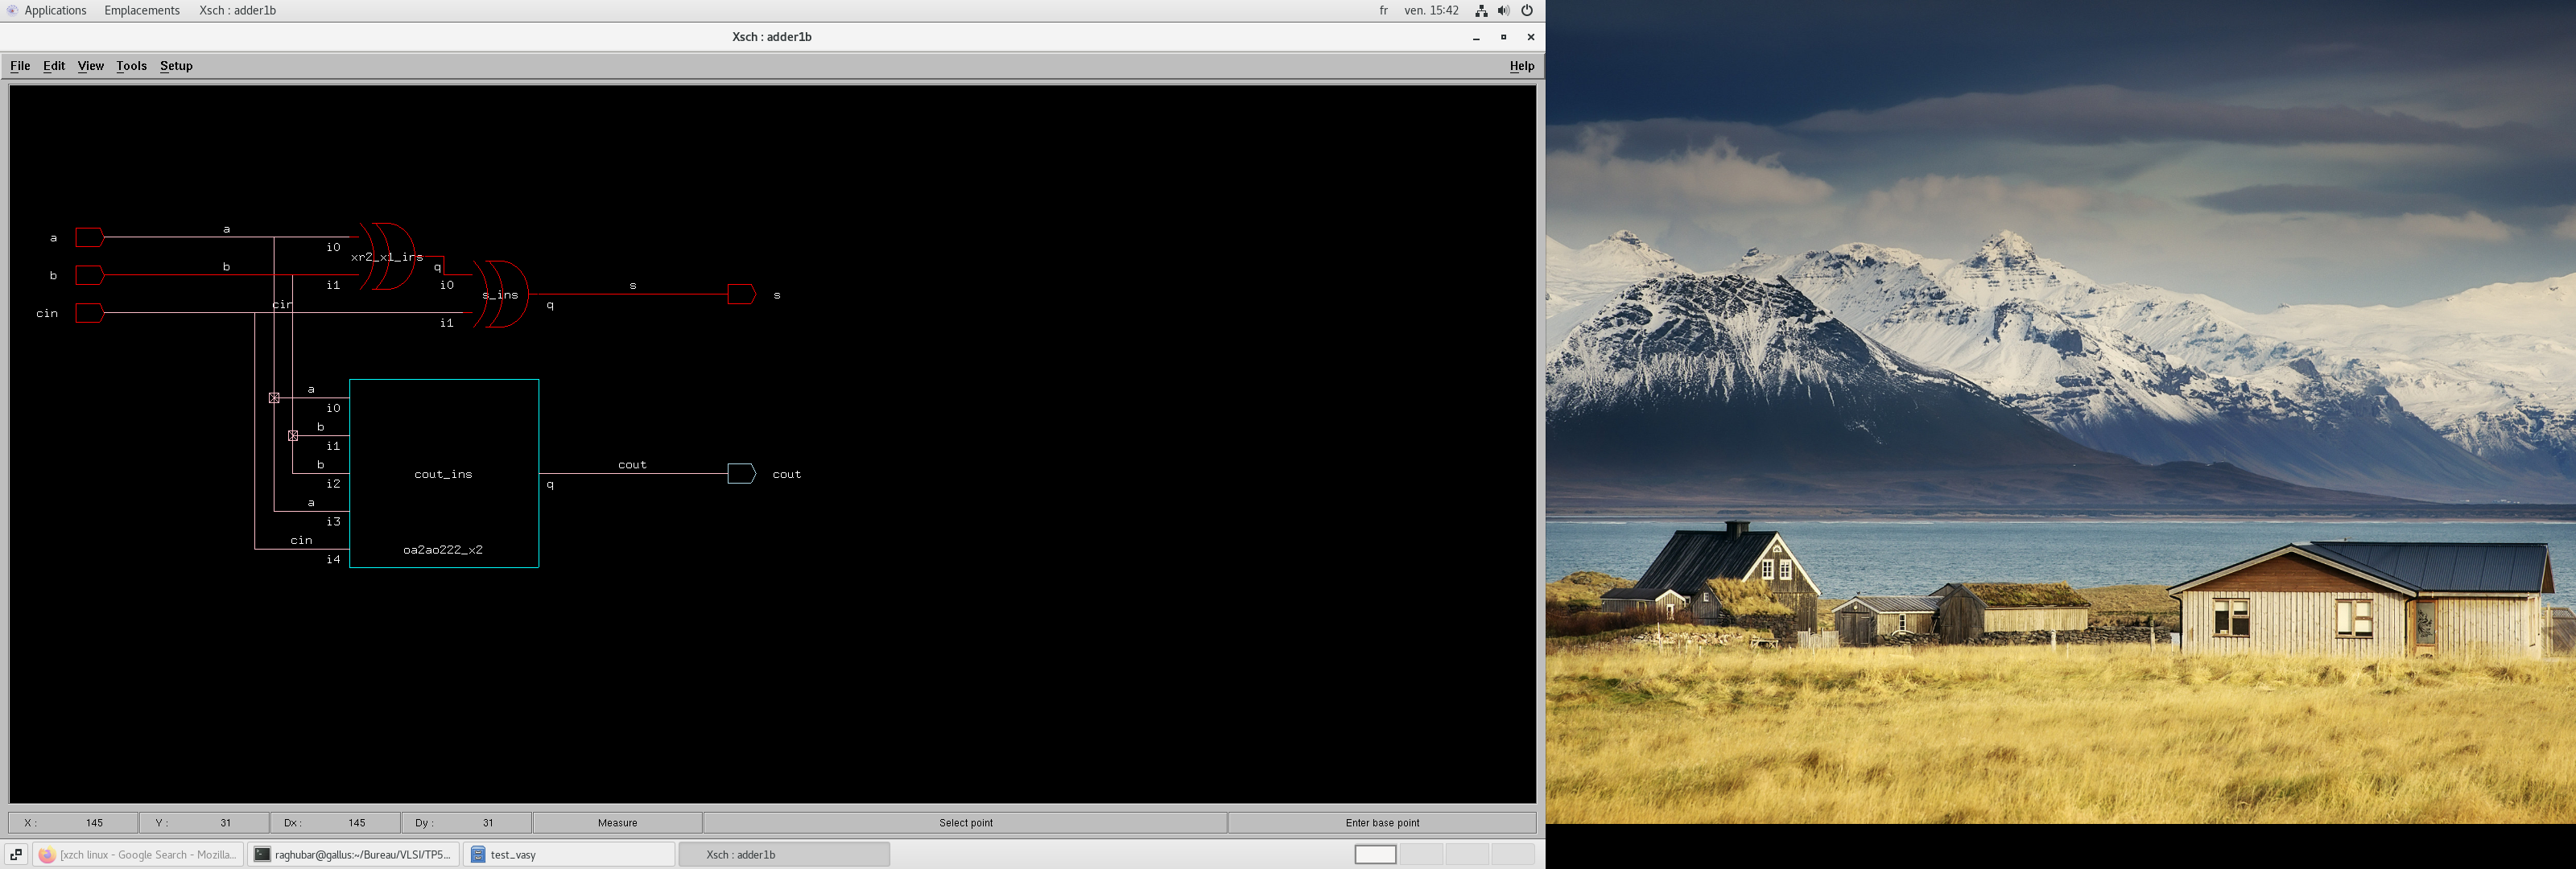 Applications Emplacements Xsch : adder1b fr ven. 15:42
Xsch : adder1b
File Edit View Tools Setup Help
a a i0
xr2_x1_ins q
b b i1 i0
s_ins q s s
cin cin i1
a i0
b i1
b i2
cout_ins q cout cout
a i3
cin i4
oa2ao222_x2
X : 145 Y : 31 Dx : 145 Dy : 31 Measure Select point Enter base point
[xzch linux - Google Search - Mozilla... raghubar@gallus:~/Bureau/VLSI/TP5... test_vasy Xsch : adder1b